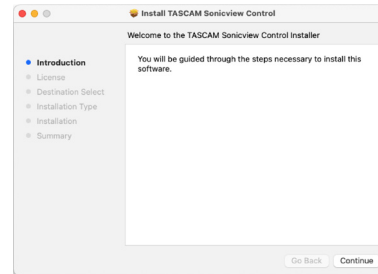 Install TASCAM Sonicview Control
Welcome to the TASCAM Sonicview Control Installer
Introduction
License
Destination Select
Installation Type
Installation
Summary
You will be guided through the steps necessary to install this
software.
Go Back
Continue